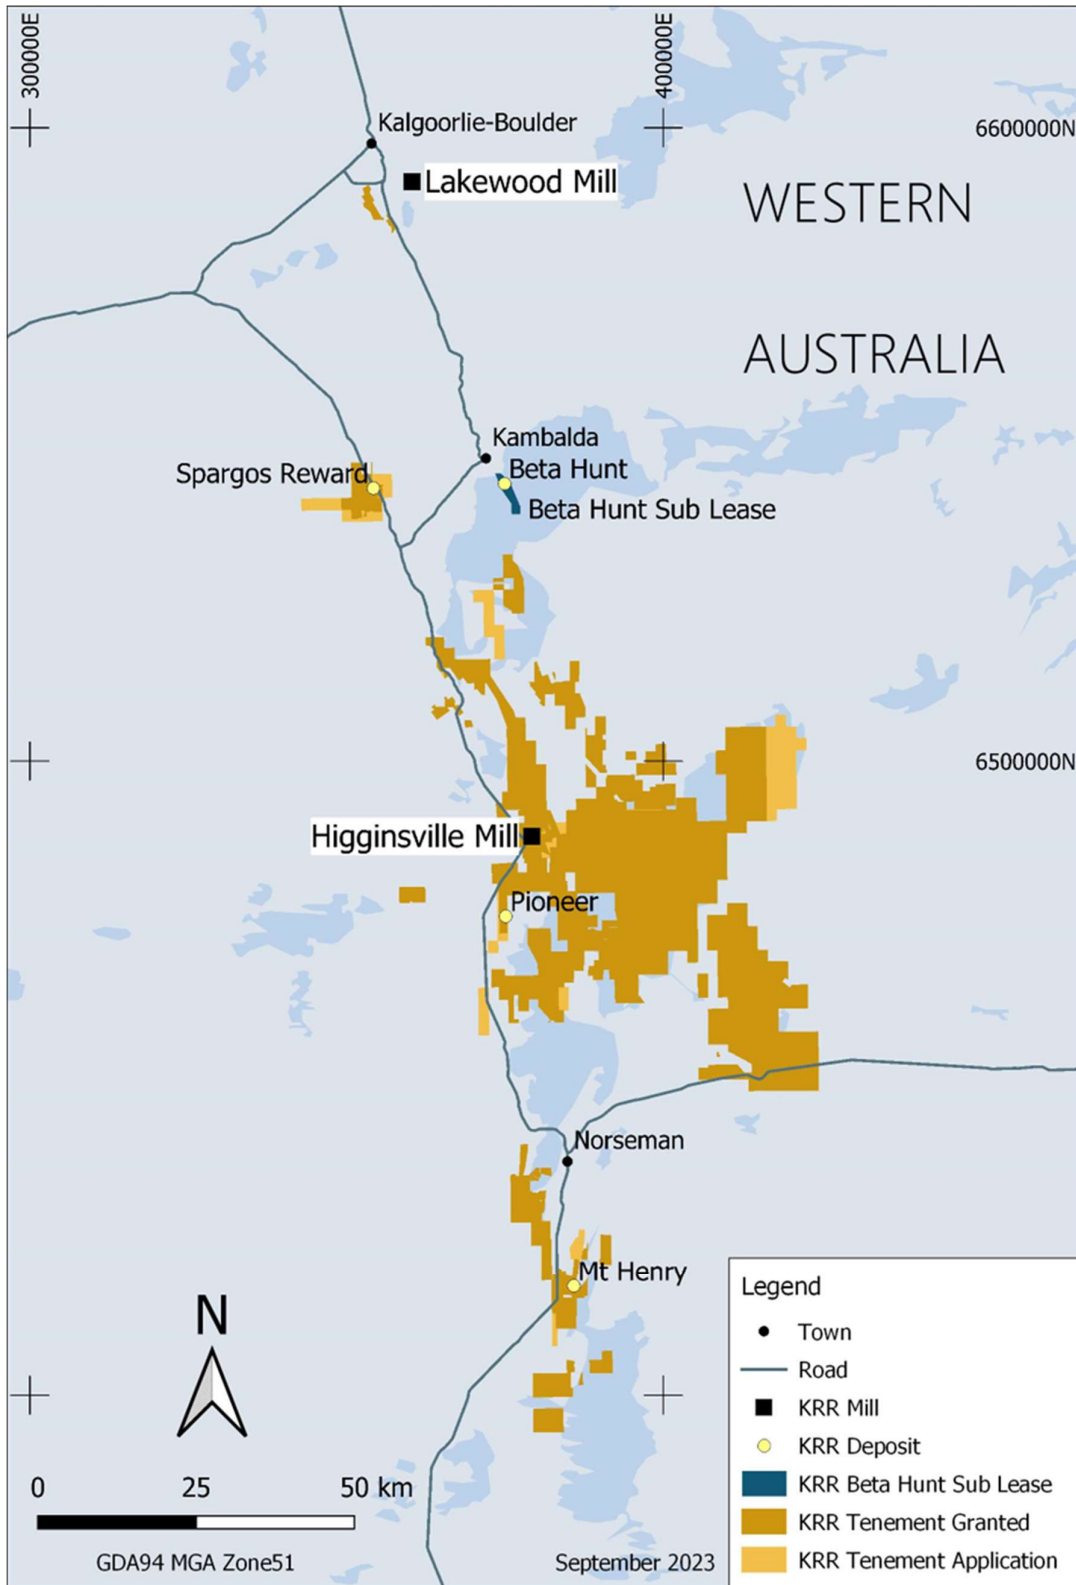 300000E
400000E
Kalgoorlie-Boulder
6600000N
Lakewood Mill
WESTERN
AUSTRALIA
Kambalda
Spargos Reward
Beta Hunt
Beta Hunt Sub Lease
6500000N
Higginsville Mill
Pioneer
Norseman
Mt Henry
N
0 25 50 km
GDA94 MGA Zone51
September 2023
Legend
Town
Road
KRR Mill
KRR Deposit
KRR Beta Hunt Sub Lease
KRR Tenement Granted
KRR Tenement Application